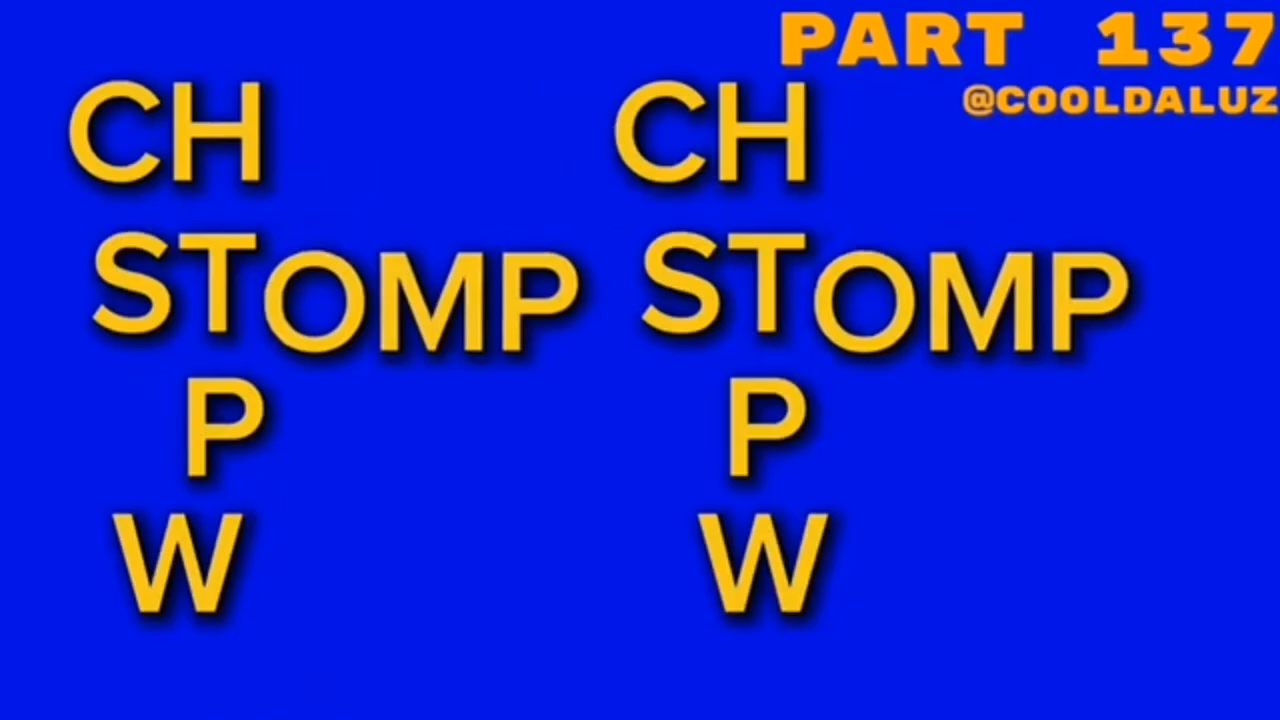 PART 137
@COOLDALUZ
CH CH
STOMP STOMP
P P
W W